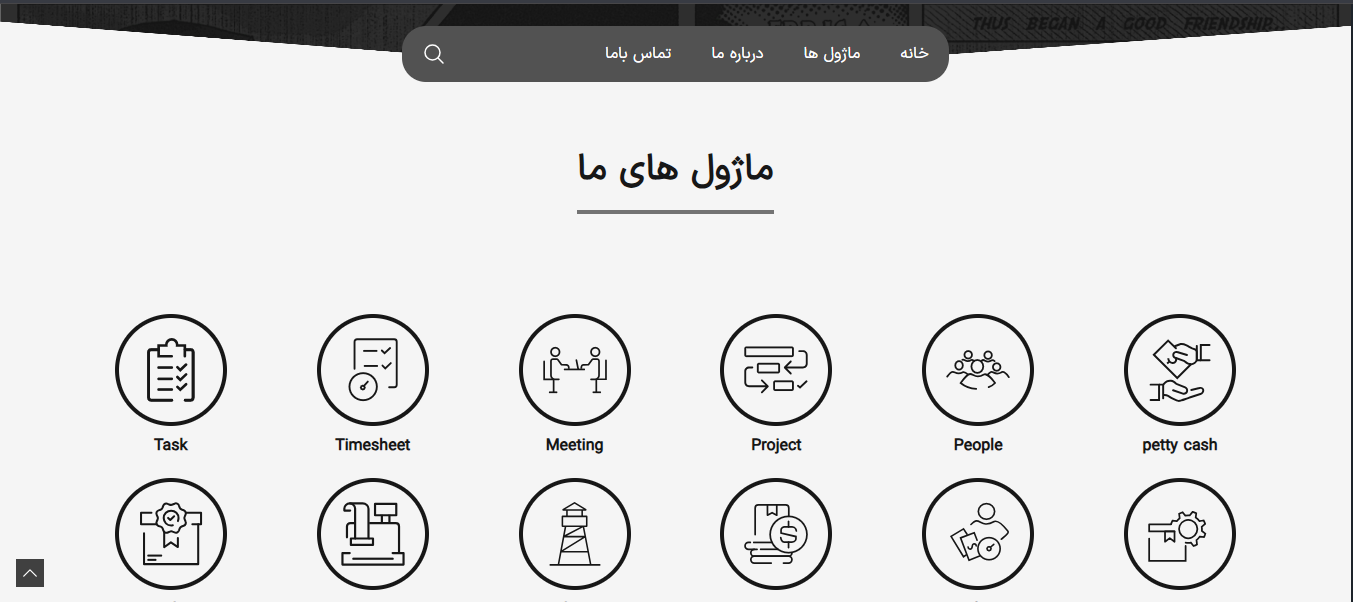 THUS BEGAN A GOOD FRIENDSHIP..
خانه ماژول ها درباره ما تماس باما
ماژول های ما
Task Timesheet Meeting Project People petty cash